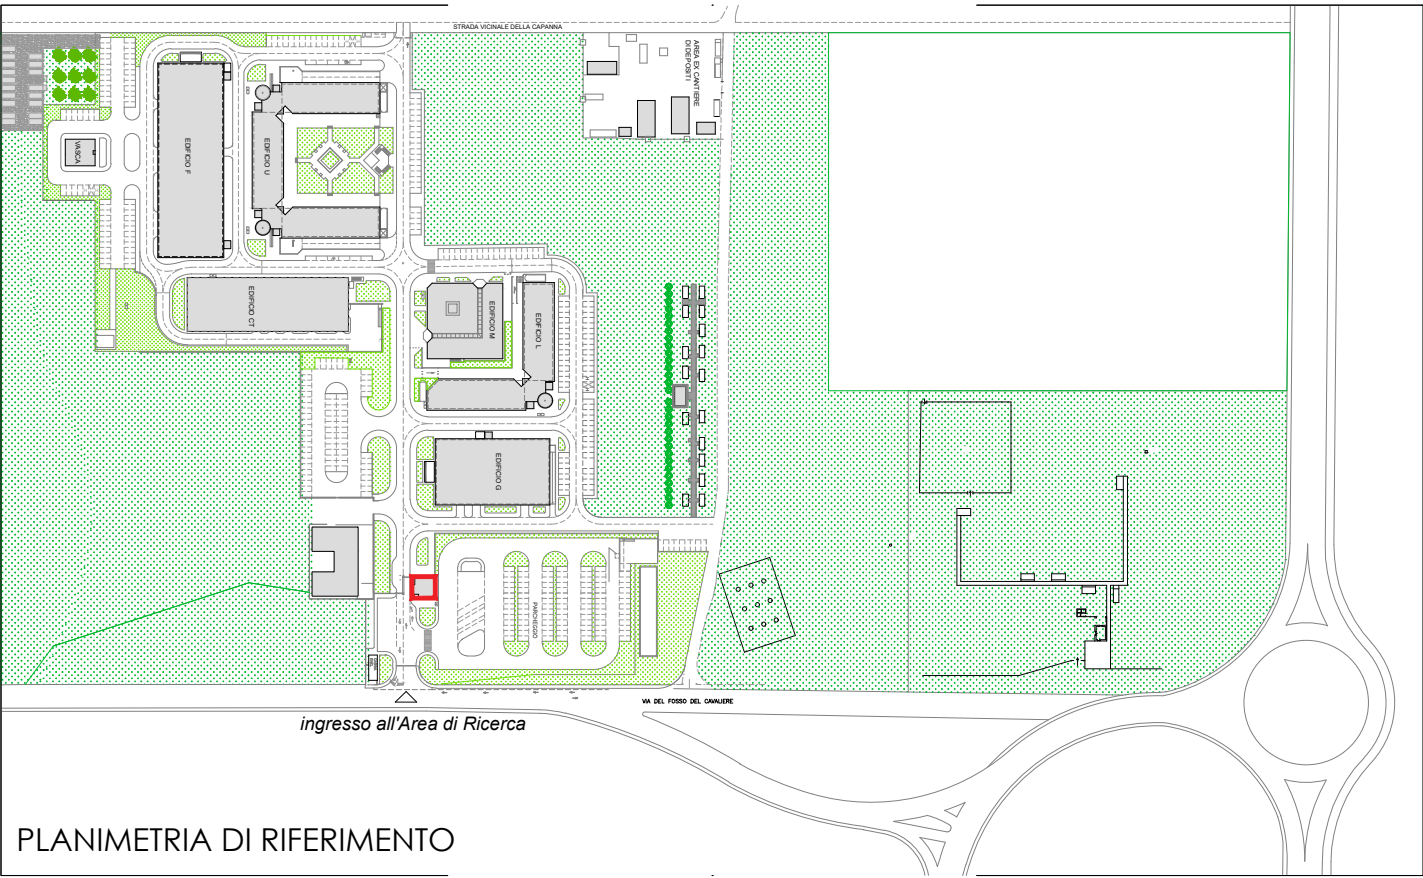 STRADA VICINALE DELLA CAPANNA
AREA EX CANTIERE
DI DEPOSITI
VASCA
EDIFICIO F
EDIFICIO U
EDIFICIO CT
EDIFICIO M
EDIFICIO L
EDIFICIO G
PARCHEGGIO
VIA DEL FOSSO DEL CAVALIERE
ingresso all'Area di Ricerca
PLANIMETRIA DI RIFERIMENTO